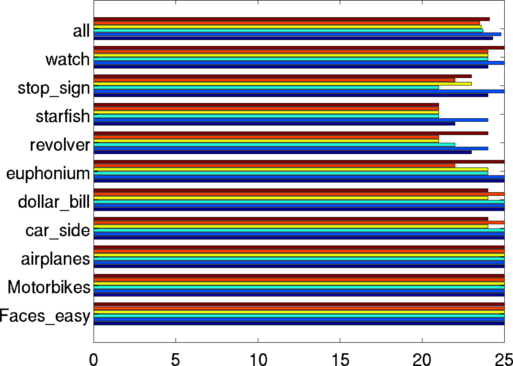 all
watch
stop_sign
starfish
revolver
euphonium
dollar_bill
car_side
airplanes
Motorbikes
Faces_easy
0 5 10 15 20 25